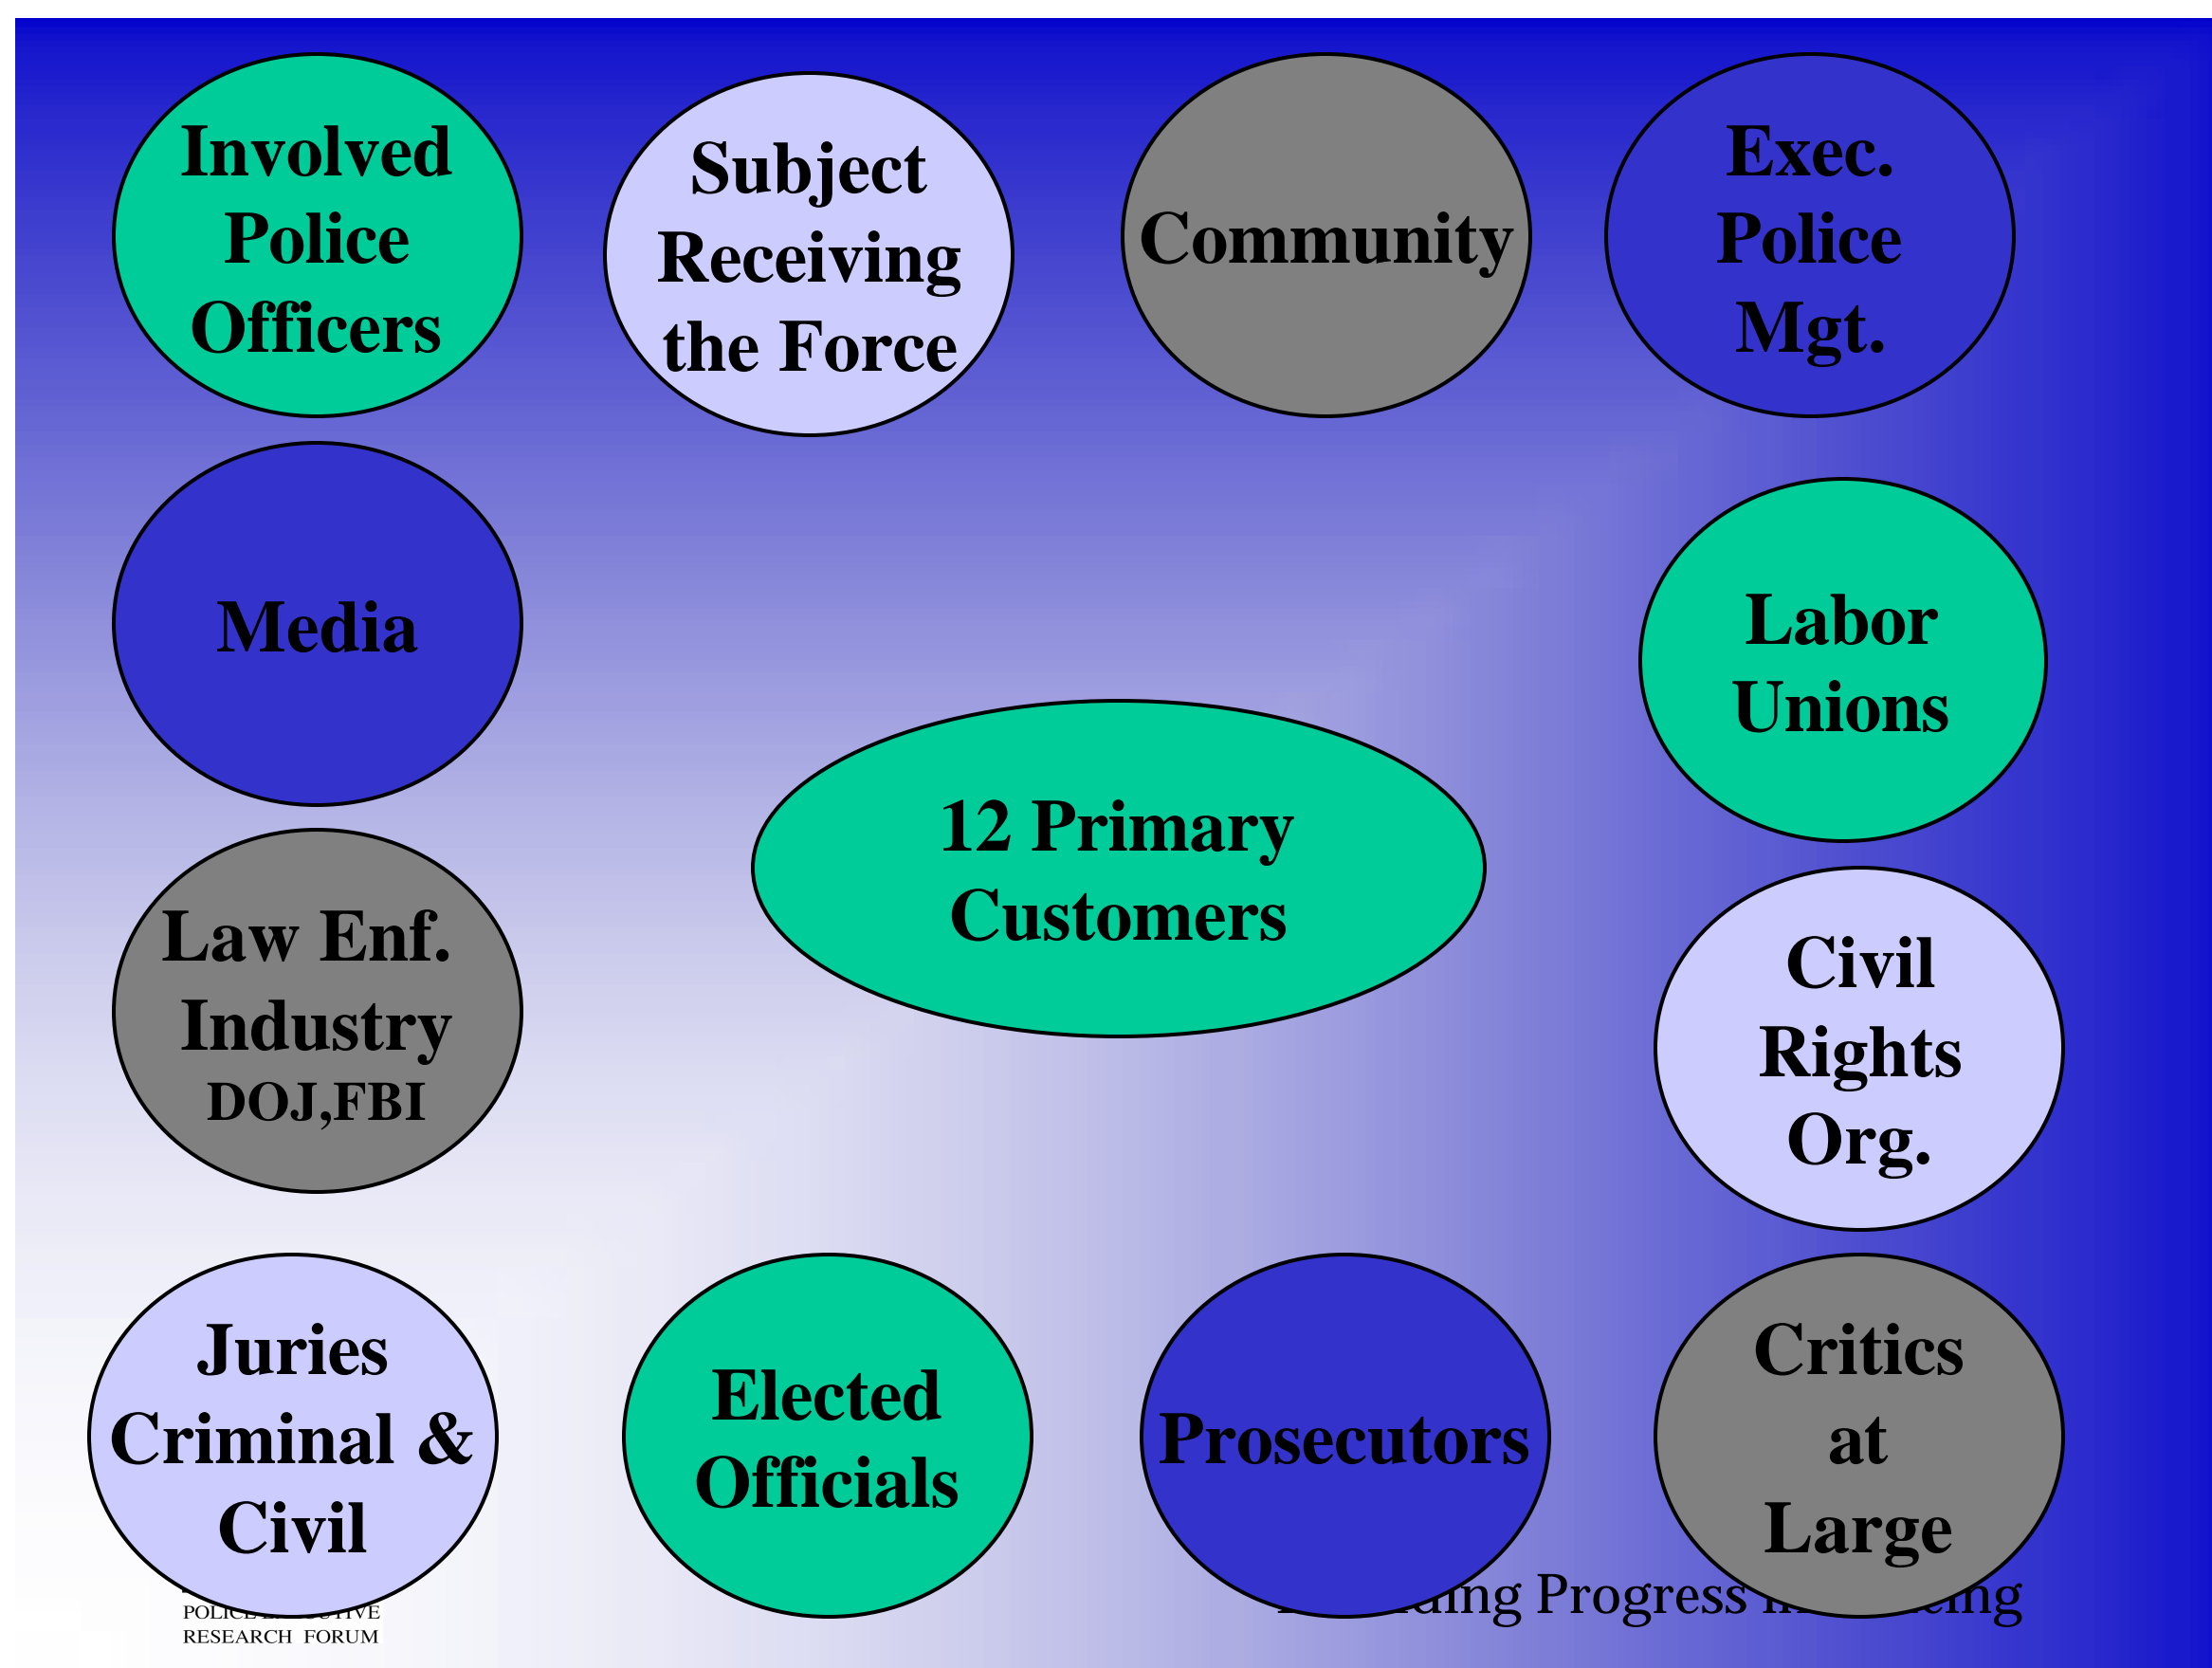 Involved
Police
Officers
Subject
Receiving
the Force
Community
Exec.
Police
Mgt.
Media
Labor
Unions
12 Primary
Customers
Law Enf.
Industry
DOJ,FBI
Civil
Rights
Org.
Juries
Criminal &
Civil
Elected
Officials
Prosecutors
Critics
at
Large
Progress
POLICE
RESEARCH FORUM